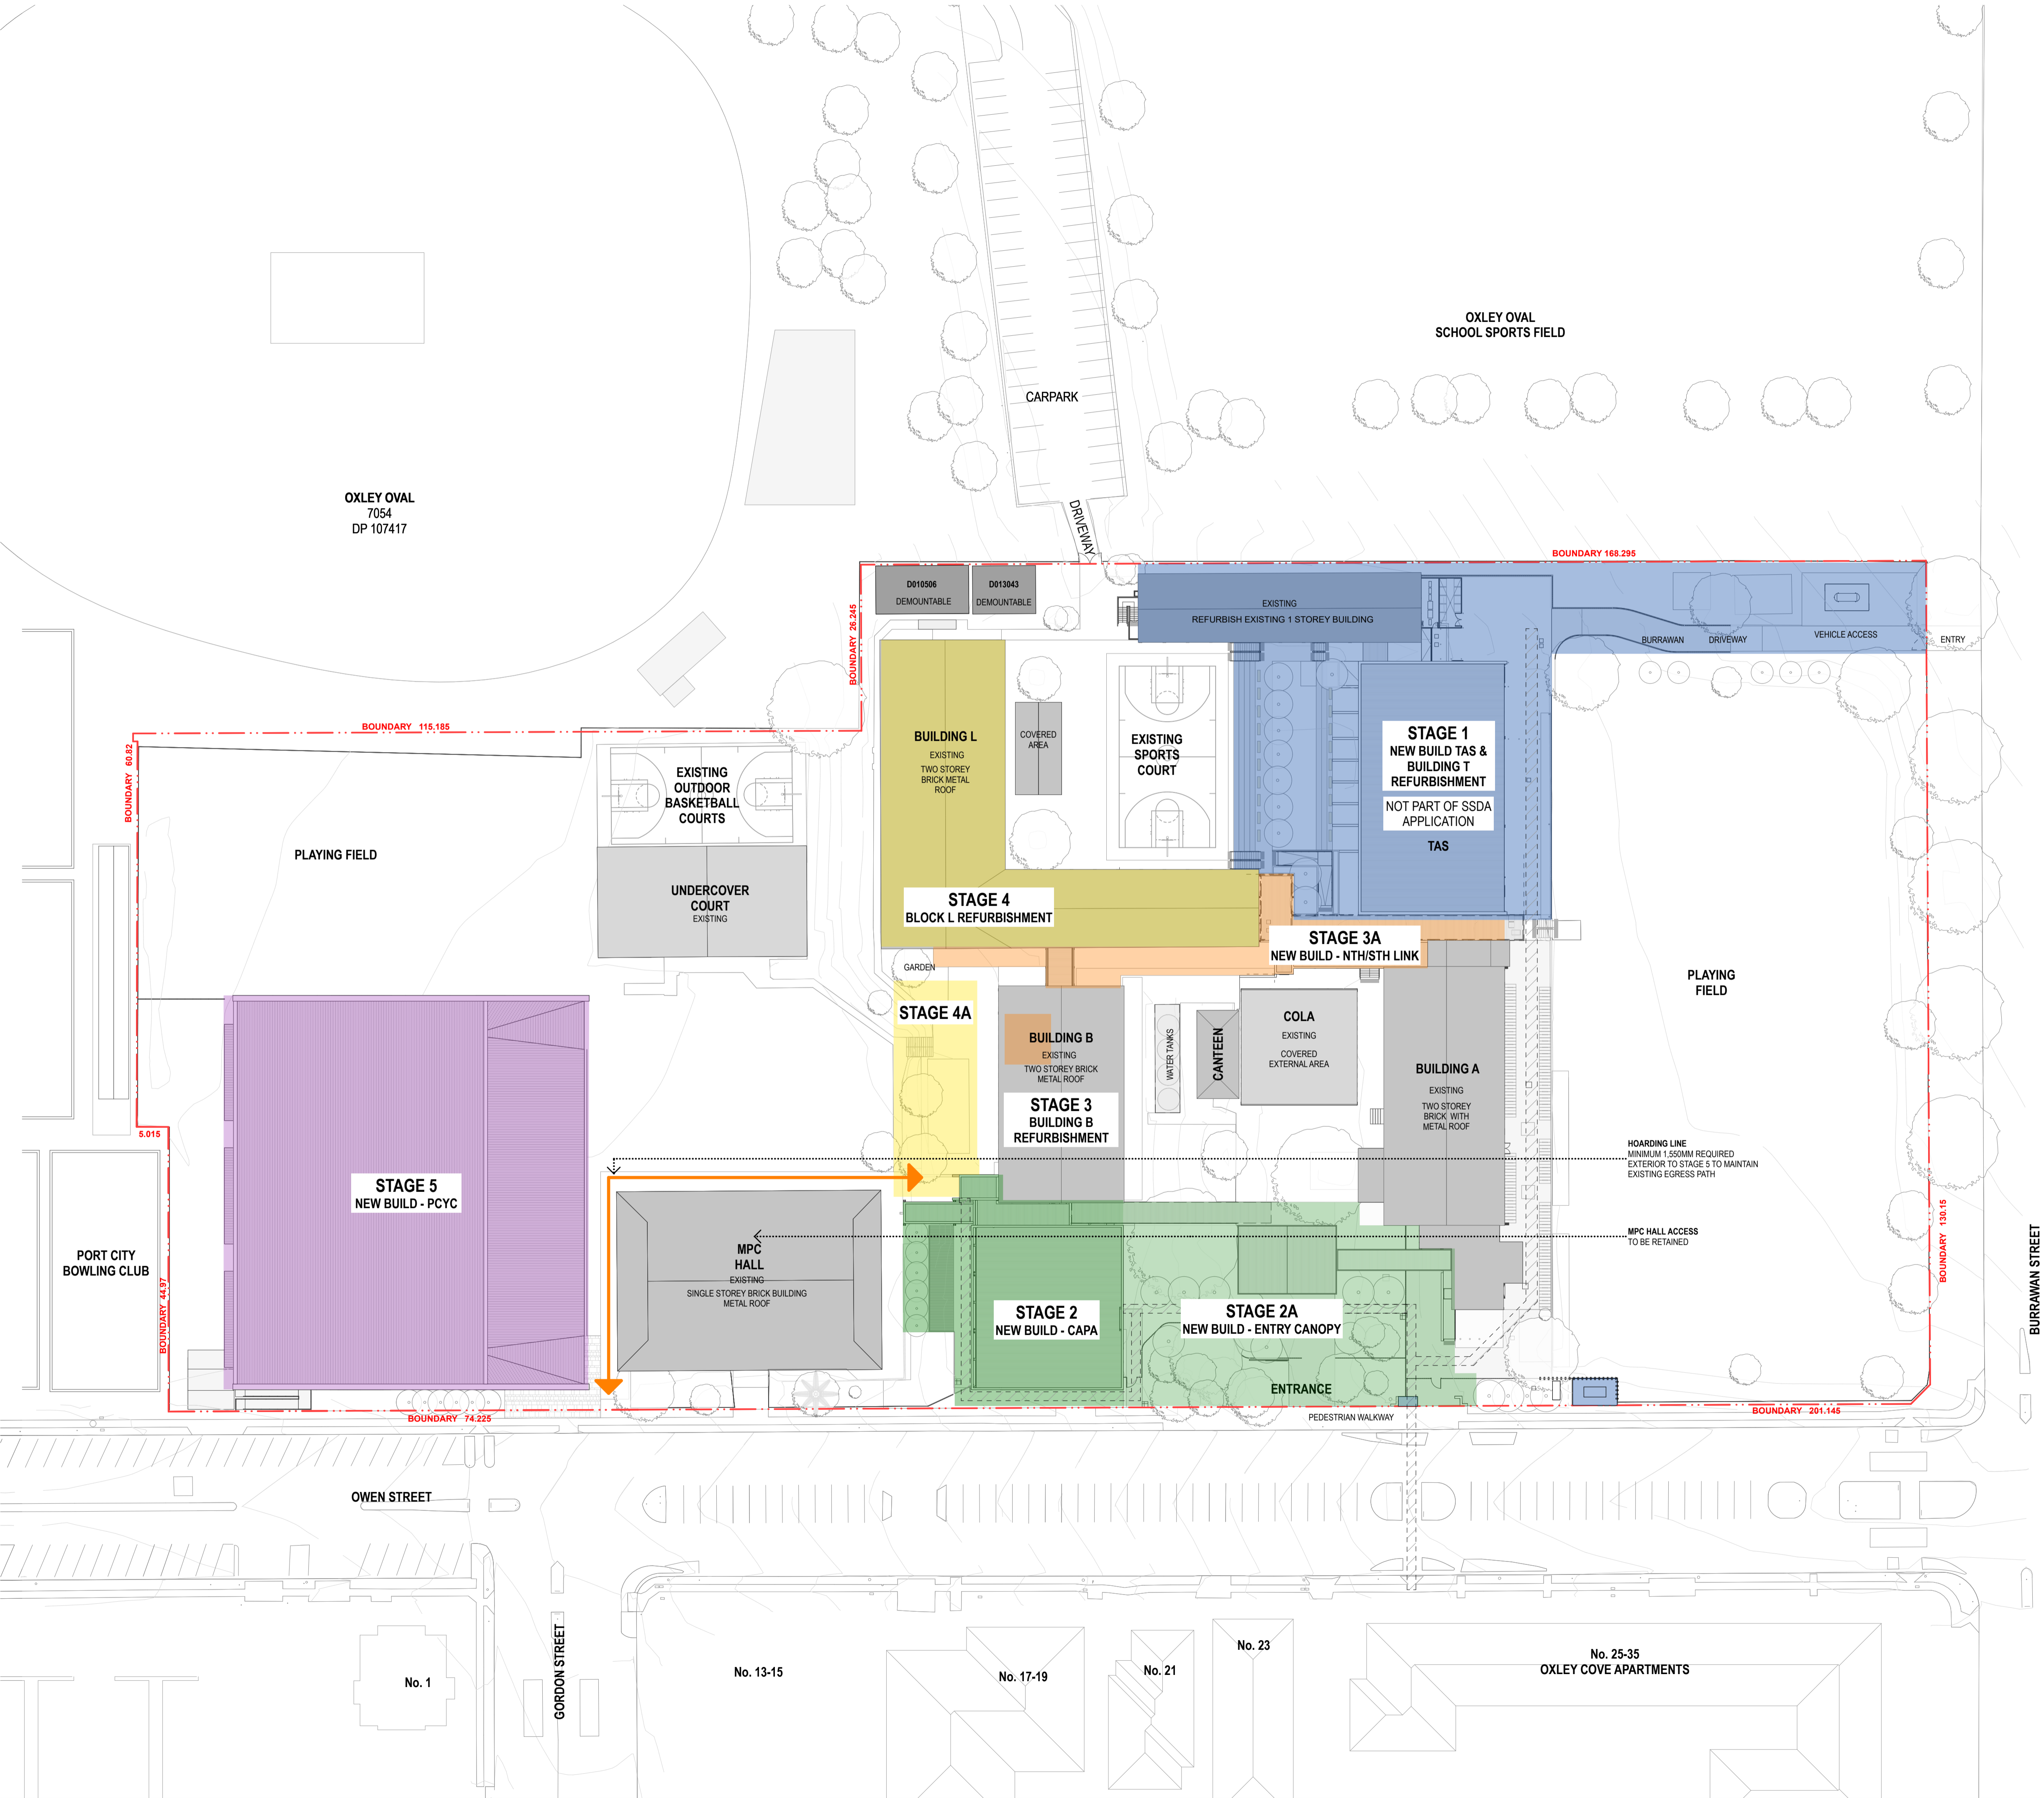 OXLEY OVAL
SCHOOL SPORTS FIELD
CARPARK
OXLEY OVAL
7054
DP 107417
DRIVEWAY
BOUNDARY 168.295
D010506
DEMOUNTABLE
D013043
DEMOUNTABLE
BOUNDARY 26.245
EXISTING
REFURBISH EXISTING 1 STOREY BUILDING
BURRAWAN DRIVEWAY
VEHICLE ACCESS
ENTRY
BOUNDARY 115.185
BOUNDARY 60.82
BUILDING L
EXISTING
TWO STOREY
BRICK METAL
ROOF
COVERED
AREA
EXISTING
SPORTS
COURT
STAGE 1
NEW BUILD TAS &
BUILDING T
REFURBISHMENT
NOT PART OF SSDA
APPLICATION
TAS
EXISTING
OUTDOOR
BASKETBALL
COURTS
PLAYING FIELD
UNDERCOVER
COURT
EXISTING
STAGE 4
BLOCK L REFURBISHMENT
STAGE 3A
NEW BUILD - NTH/STH LINK
GARDEN
PLAYING
FIELD
STAGE 4A
BUILDING B
EXISTING
TWO STOREY BRICK
METAL ROOF
WATER TANKS
CANTEEN
COLA
EXISTING
COVERED
EXTERNAL AREA
BUILDING A
EXISTING
TWO STOREY
BRICK WITH
METAL ROOF
STAGE 3
BUILDING B
REFURBISHMENT
5.015
HOARDING LINE
MINIMUM 1,550MM REQUIRED
EXTERIOR TO STAGE 5 TO MAINTAIN
EXISTING EGRESS PATH
STAGE 5
NEW BUILD - PCYC
BOUNDARY 130.15
BURRAWAN STREET
MPC HALL ACCESS
TO BE RETAINED
PORT CITY
BOWLING CLUB
BOUNDARY 44.97
MPC
HALL
EXISTING
SINGLE STOREY BRICK BUILDING
METAL ROOF
STAGE 2
NEW BUILD - CAPA
STAGE 2A
NEW BUILD - ENTRY CANOPY
ENTRANCE
PEDESTRIAN WALKWAY
BOUNDARY 74.225
BOUNDARY 201.145
OWEN STREET
GORDON STREET
No. 1
No. 13-15
No. 17-19
No. 21
No. 23
No. 25-35
OXLEY COVE APARTMENTS